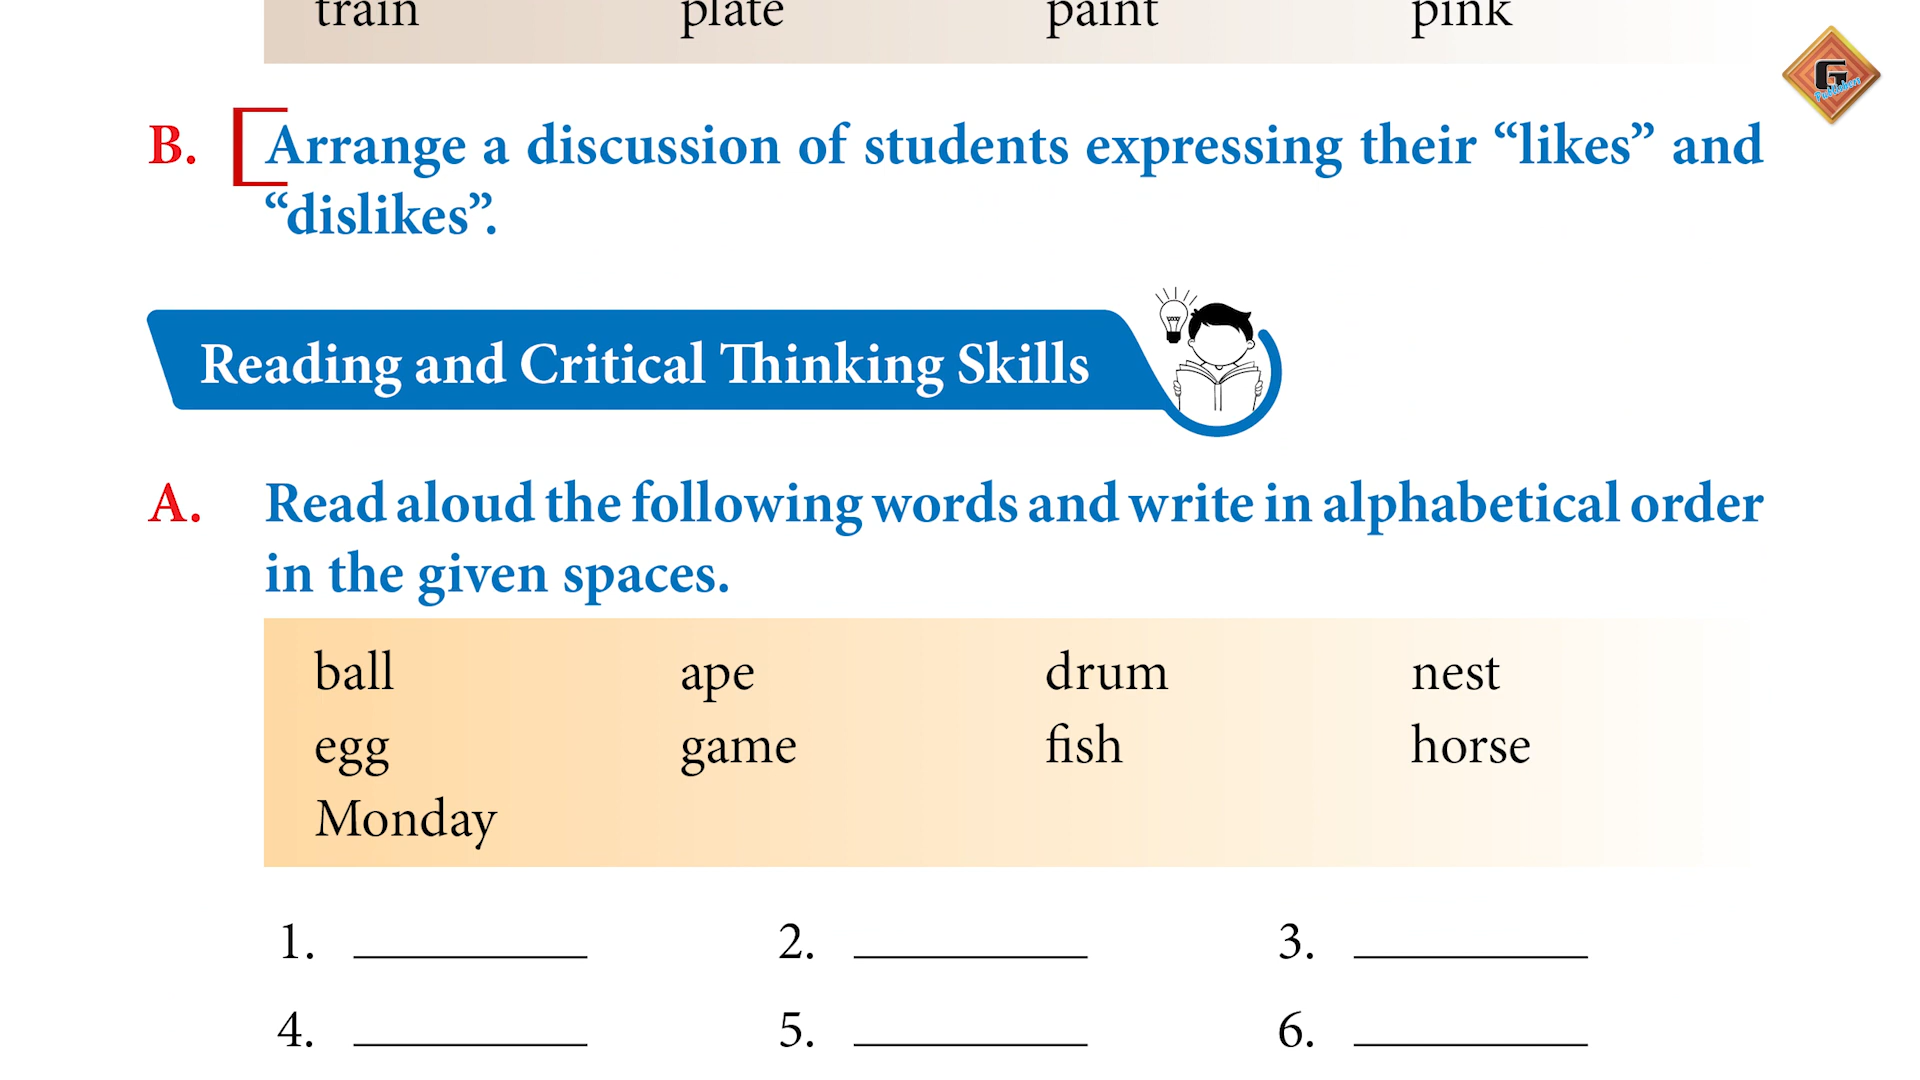 train plate paint pink
B. Arrange a discussion of students expressing their “likes” and
“dislikes”.
Reading and Critical Thinking Skills
A. Read aloud the following words and write in alphabetical order
in the given spaces.
ball ape drum nest
egg game fish horse
Monday
1. 2. 3.
4. 5. 6.
G
Publishers